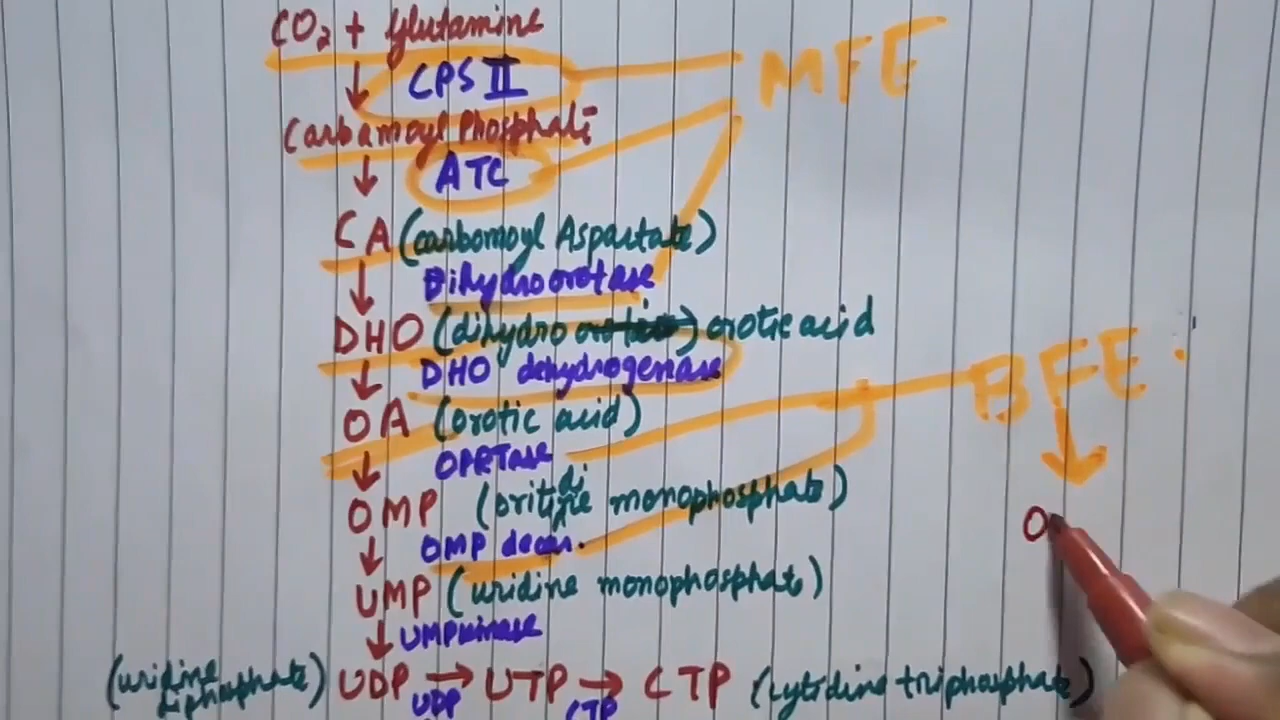 CO₂ + Glutamine
CPS II
MFE
Carbamoyl Phosphate
ATC
CA (carbomoyl Aspartate)
Dihydroorotase
DHO (dihydro orotic acid
DHO dehydrogenase
BFE
OA (orotic acid)
OPRTase
OMP (oritidine monophosphate)
O
OMP decar.
UMP (uridine monophosphate)
UMP kinase
(uridine diphosphate) UDP → UTP → CTP (cytidine triphosphate)
UDP CTP